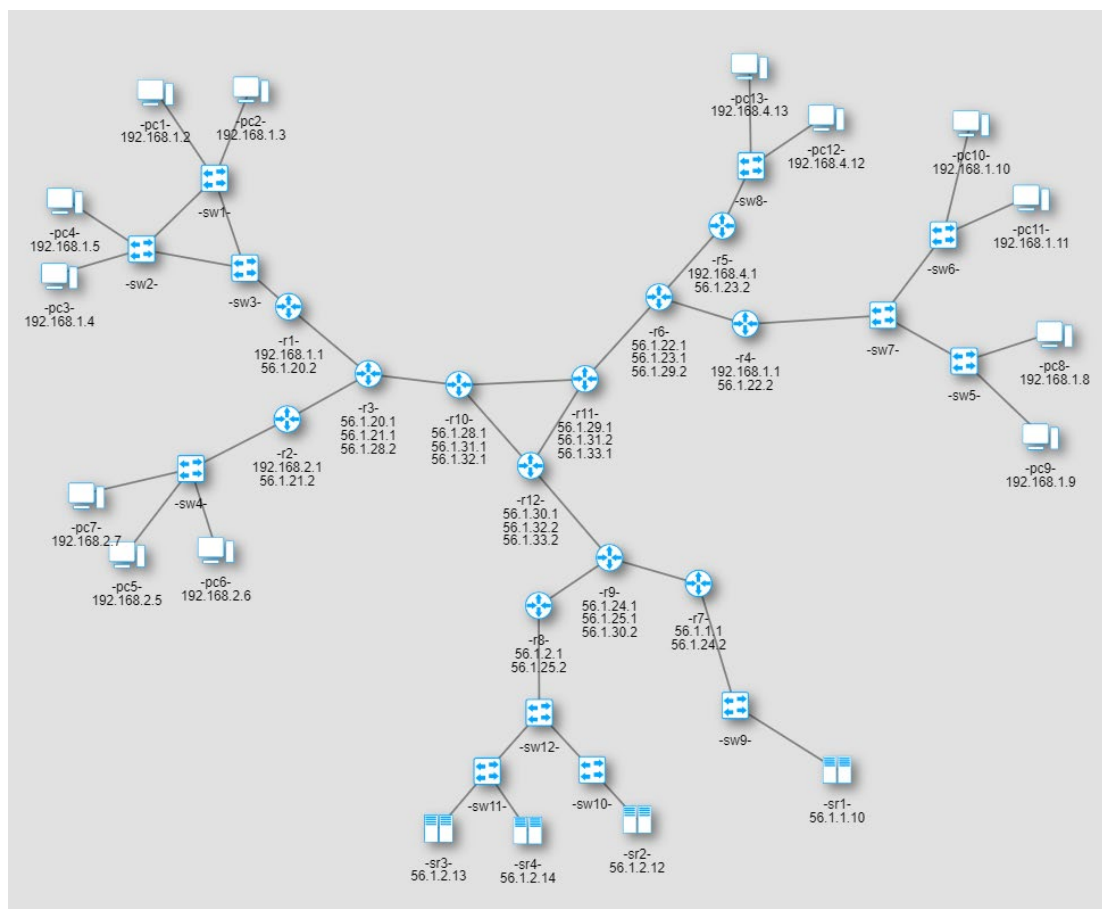 -pc1-
192.168.1.2
-pc2-
192.168.1.3
-sw1-
-pc4-
192.168.1.5
-sw2-
-pc3-
192.168.1.4
-sw3-
-r1-
192.168.1.1
56.1.20.2
-r3-
56.1.20.1
56.1.21.1
56.1.28.2
-r2-
192.168.2.1
56.1.21.2
-sw4-
-pc7-
192.168.2.7
-pc5-
192.168.2.5
-pc6-
192.168.2.6
-r10-
56.1.28.1
56.1.31.1
56.1.32.1
-r11-
56.1.29.1
56.1.31.2
56.1.33.1
-r12-
56.1.30.1
56.1.32.2
56.1.33.2
-pc13-
192.168.4.13
-pc12-
192.168.4.12
-sw8-
-r5-
192.168.4.1
56.1.23.2
-r6-
56.1.22.1
56.1.23.1
56.1.29.2
-r4-
192.168.1.1
56.1.22.2
-pc10-
192.168.1.10
-pc11-
192.168.1.11
-sw6-
-sw7-
-pc8-
192.168.1.8
-sw5-
-pc9-
192.168.1.9
-r9-
56.1.24.1
56.1.25.1
56.1.30.2
-r7-
56.1.1.1
56.1.24.2
-r8-
56.1.2.1
56.1.25.2
-sw9-
-sw12-
-sw11-
-sw10-
-sr1-
56.1.1.10
-sr3-
56.1.2.13
-sr4-
56.1.2.14
-sr2-
56.1.2.12